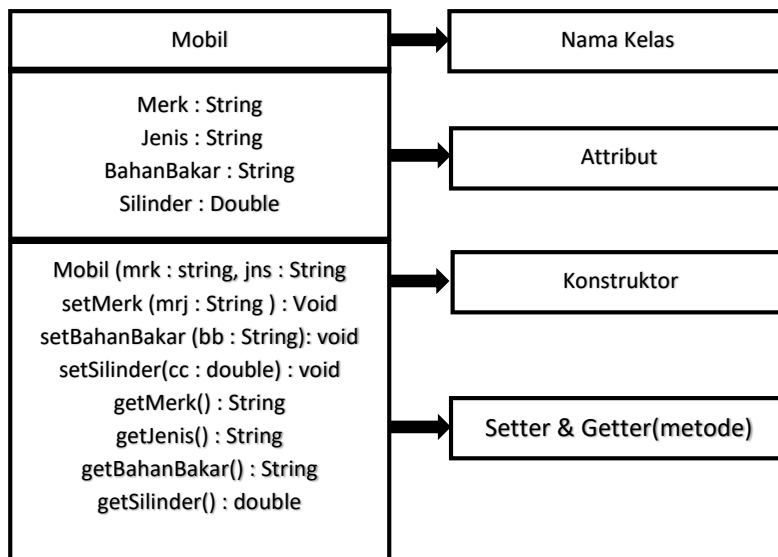 Mobil
Nama Kelas
Merk : String
Jenis : String
BahanBakar : String
Silinder : Double
Attribut
Mobil (mrk : string, jns : String
setMerk (mrj : String ) : Void
setBahanBakar (bb : String): void
setSilinder(cc : double) : void
getMerk() : String
getJenis() : String
getBahanBakar() : String
getSilinder() : double
Konstruktor
Setter & Getter(metode)